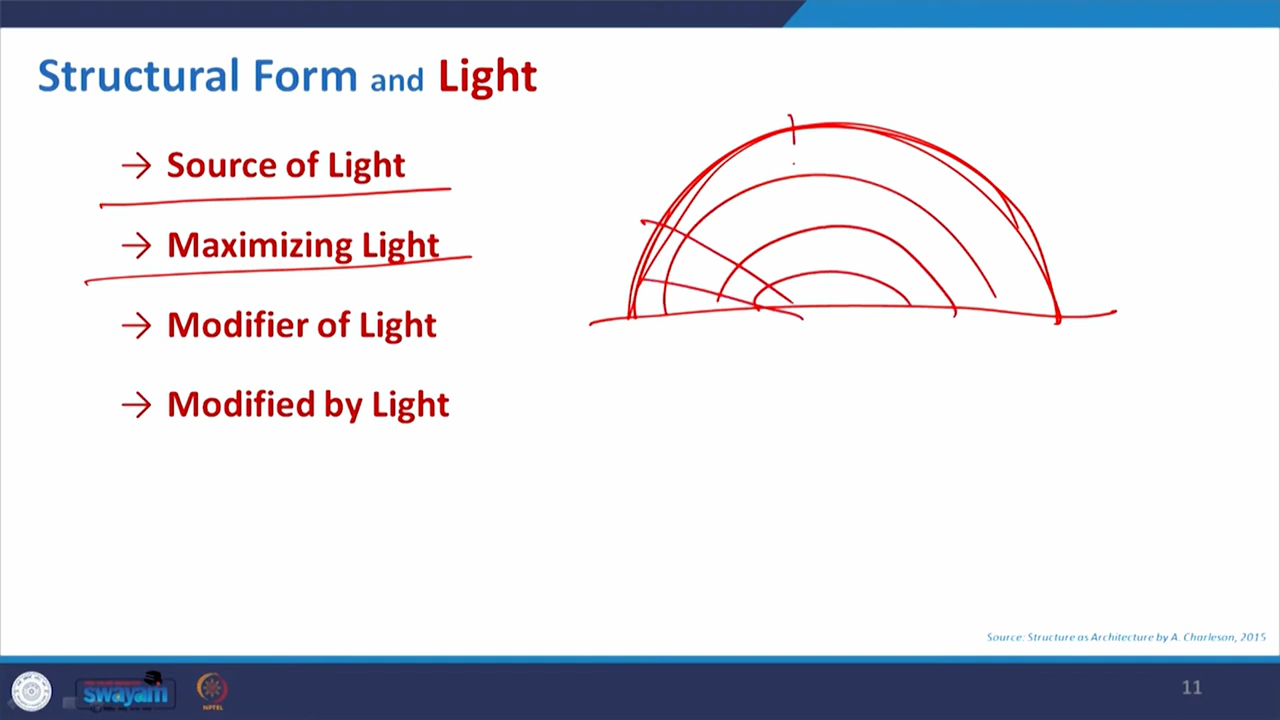 Structural Form and Light
→ Source of Light
→ Maximizing Light
→ Modifier of Light
→ Modified by Light
Source: Structure as Architecture by A. Charleson, 2015
swayam
NPTEL
11